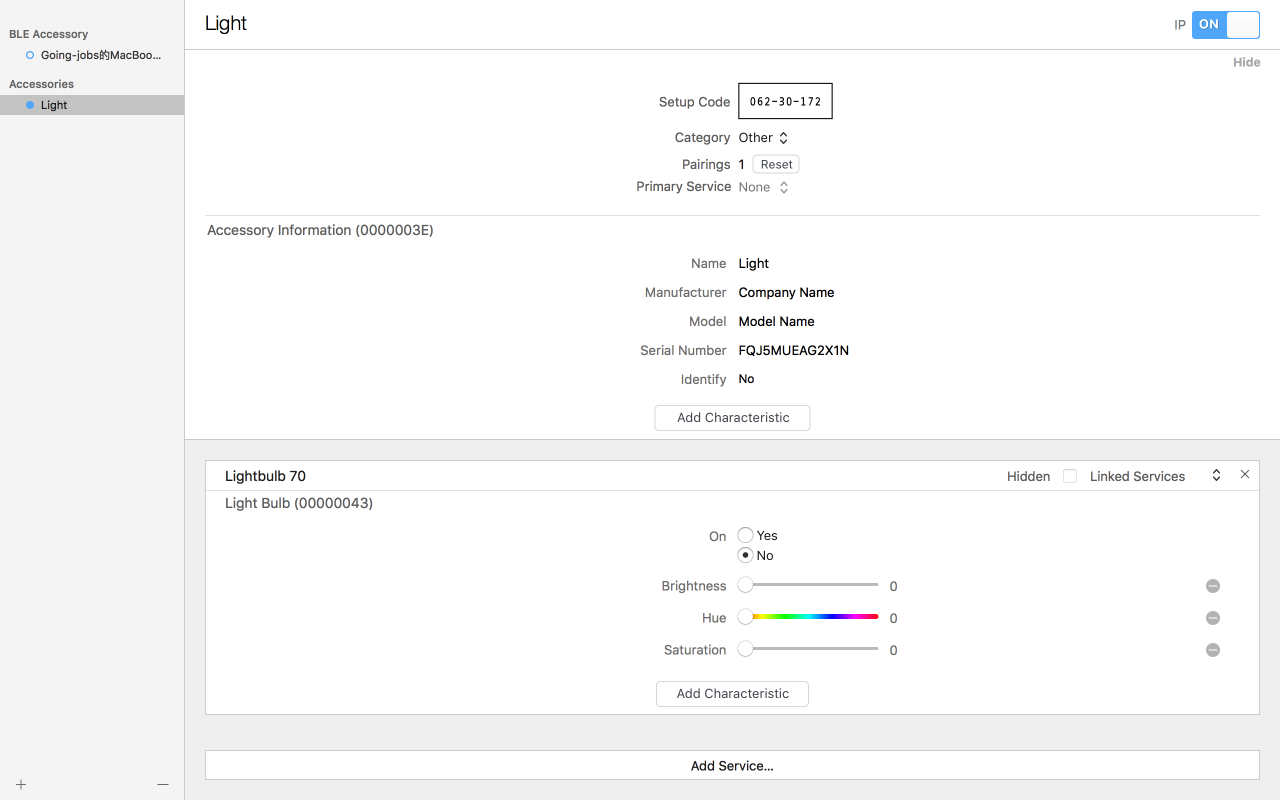 Light
IP ON
BLE Accessory
Going-jobs的MacBoo...
Accessories
Light
Hide
Setup Code 062-30-172
Category Other
Pairings 1 Reset
Primary Service None
Accessory Information (0000003E)
Name Light
Manufacturer Company Name
Model Model Name
Serial Number FQJ5MUEAG2X1N
Identify No
Add Characteristic
Lightbulb 70 Hidden Linked Services
Light Bulb (00000043)
On Yes
No
Brightness 0
Hue 0
Saturation 0
Add Characteristic
Add Service...